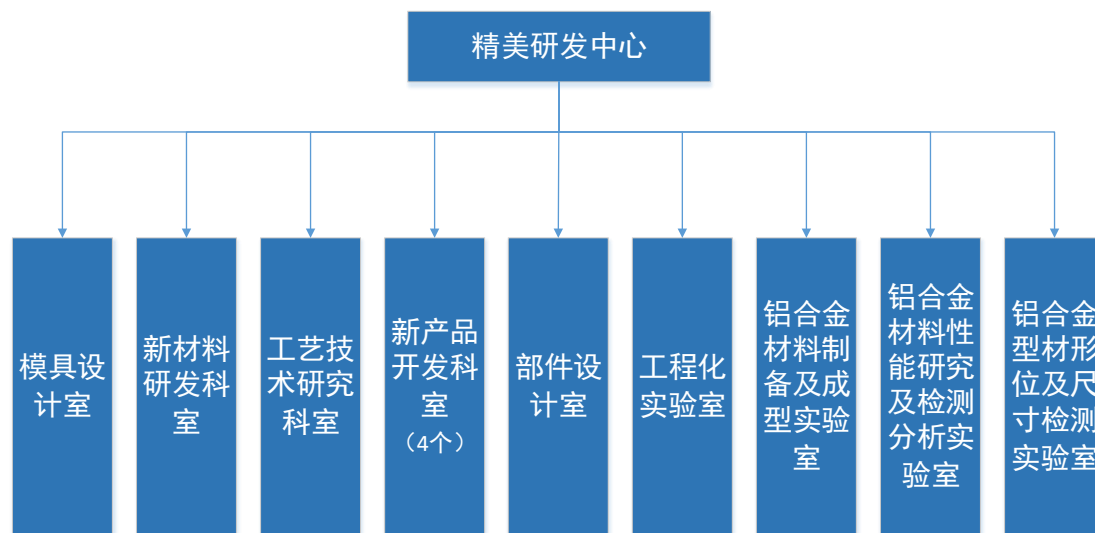 精美研发中心
模具设
计室
新材料
研发科
室
工艺技
术研究
科室
新产品
开发科
室
（4个）
部件设
计室
工程化
实验室
铝合金
材料制
备及成
型实验
室
铝合金
材料性
能研究
及检测
分析实
验室
铝合金
型材形
位及尺
寸检测
实验室